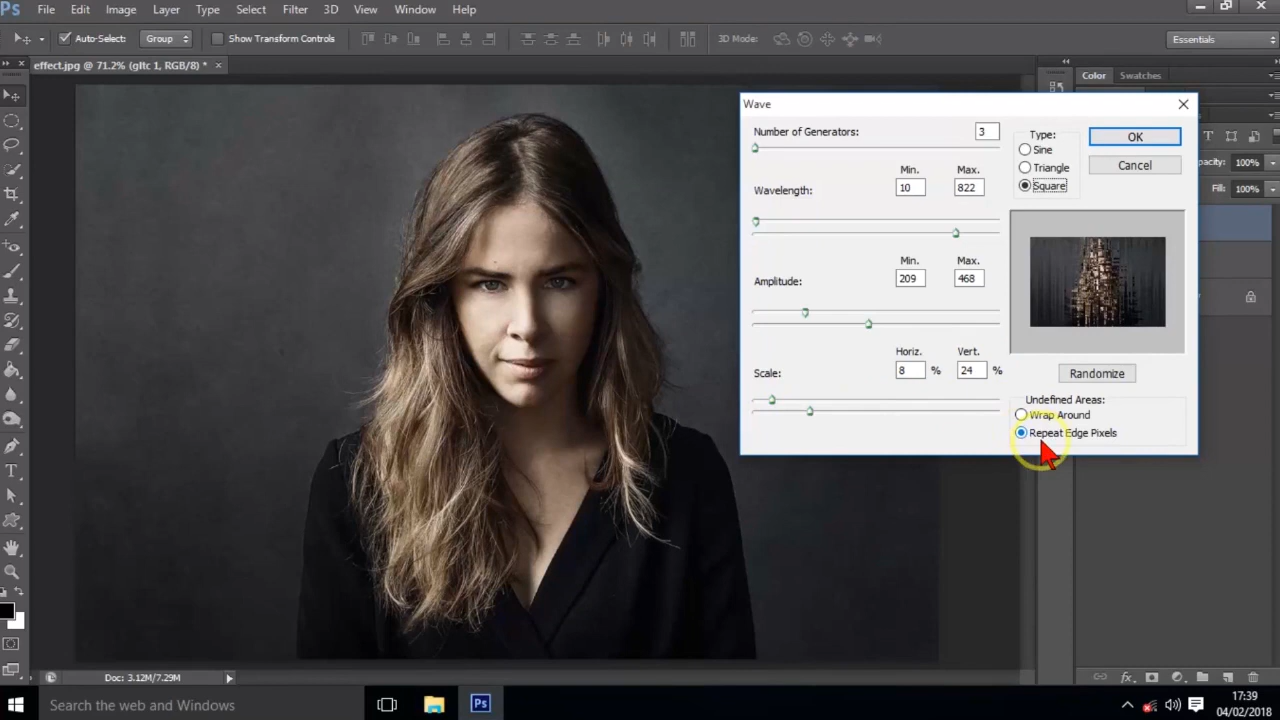 Ps File Edit Image Layer Type Select Filter 3D View Window Help
Auto-Select: Group Show Transform Controls 3D Mode: Essentials
effect.jpg @ 71.2% (gltc 1, RGB/8) * × Color Swatches
Wave
Number of Generators: 3 Type: OK
Sine
Min. Max. Triangle Cancel
Wavelength: 10 822 Square
Opacity: 100%
Fill: 100%
Min. Max.
Amplitude: 209 468
Horiz. Vert.
Scale: 8 % 24 % Randomize
Undefined Areas:
Wrap Around
Repeat Edge Pixels
T
fx
Doc: 3.12M/7.29M
Search the web and Windows Ps 17:39
04/02/2018